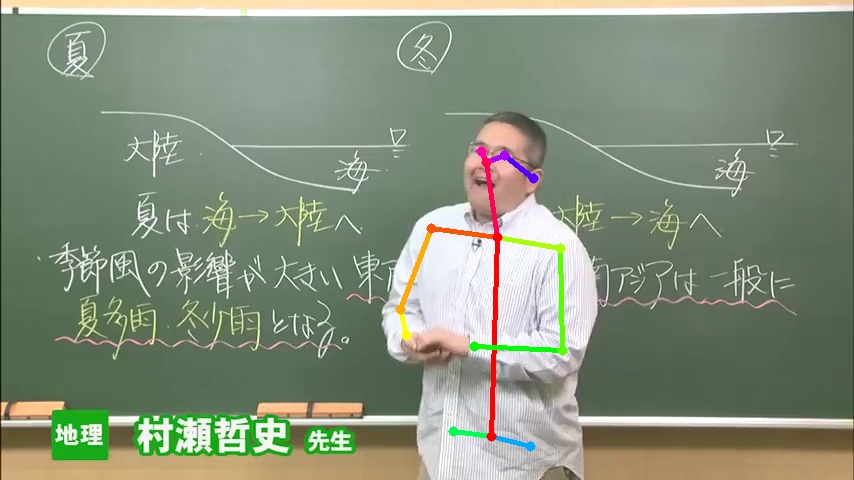 夏
冬
大陸
海
海
夏は 海→大陸へ
大陸→海へ
季節風の影響が大きい 東
南アジアは一般に
夏多雨・冬少雨となる。
地理 村瀬哲史 先生